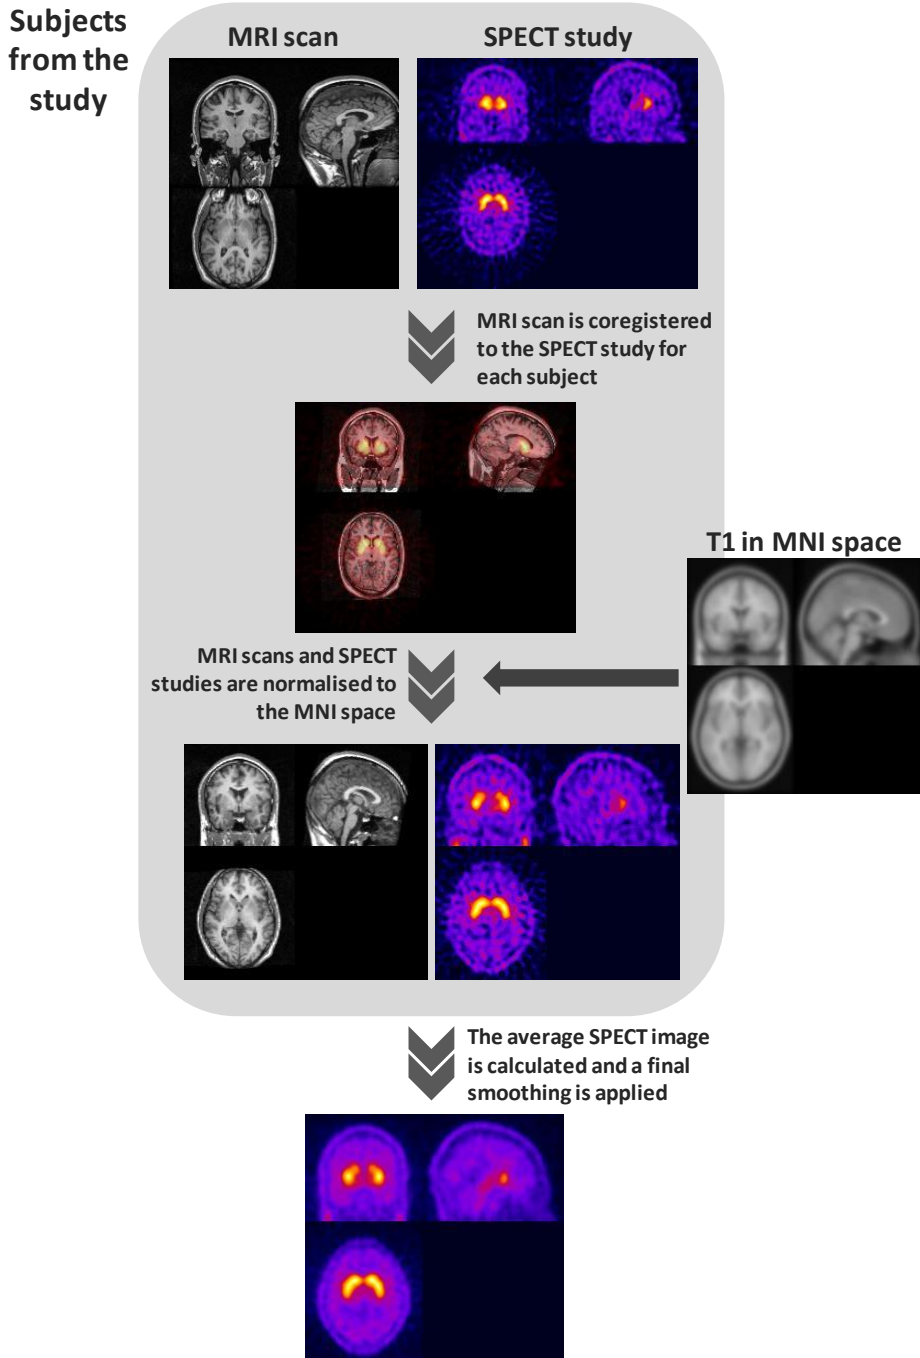 Subjects
from the
study
MRI scan
SPECT study
MRI scan is coregistered
to the SPECT study for
each subject
T1 in MNI space
MRI scans and SPECT
studies are normalised to
the MNI space
The average SPECT image
is calculated and a final
smoothing is applied